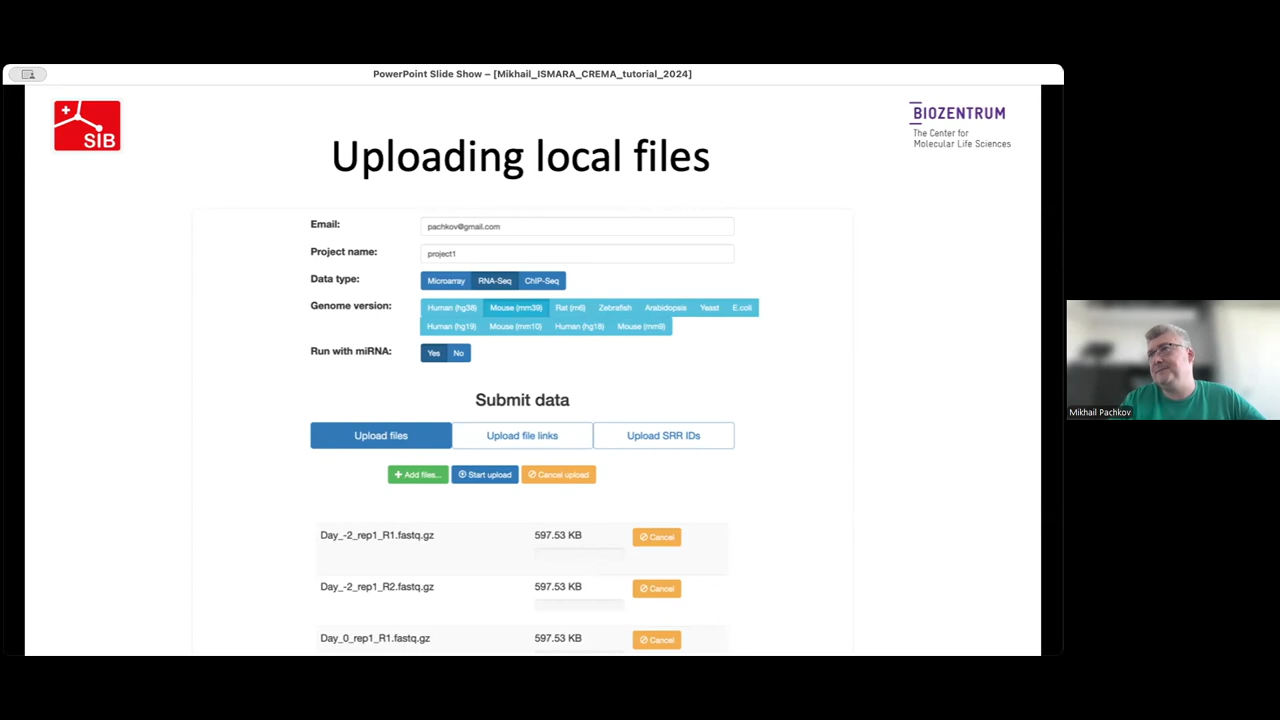 PowerPoint Slide Show – [Mikhail_ISMARA_CREMA_tutorial_2024]
SIB
BIOZENTRUM
The Center for
Molecular Life Sciences
Uploading local files
Email:
pachkov@gmail.com
Project name:
project1
Data type:
Microarray RNA-Seq ChIP-Seq
Genome version:
Human (hg38) Mouse (mm39) Rat (rn6) Zebrafish Arabidopsis Yeast E.coli
Human (hg19) Mouse (mm10) Human (hg18) Mouse (mm9)
Run with miRNA:
Yes No
Submit data
Upload files Upload file links Upload SRR IDs
Add files... Start upload Cancel upload
Day_-2_rep1_R1.fastq.gz 597.53 KB Cancel
Day_-2_rep1_R2.fastq.gz 597.53 KB Cancel
Day_0_rep1_R1.fastq.gz 597.53 KB Cancel
Mikhail Pachkov